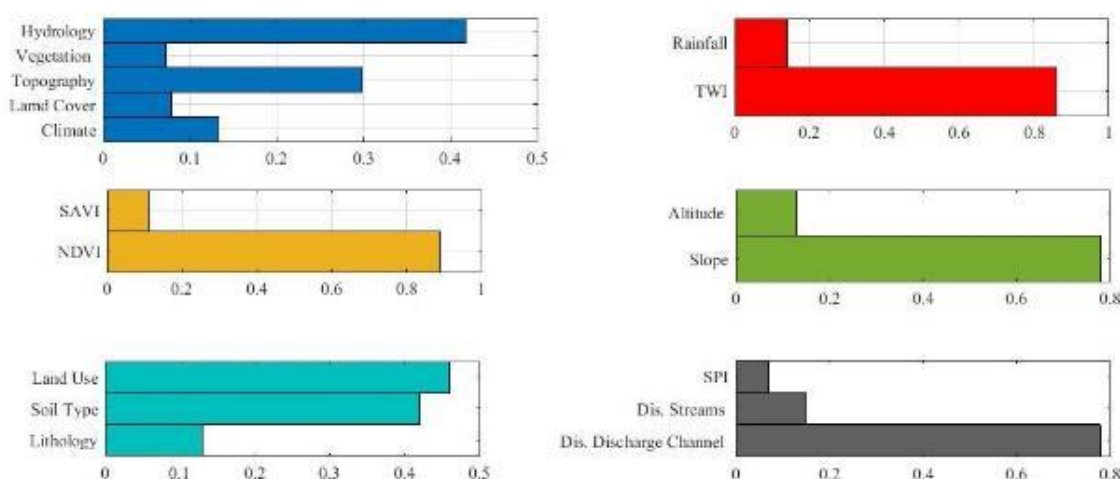 Hydrology
Vegetation
Topography
Lamd Cover
Climate
0 0.1 0.2 0.3 0.4 0.5
Rainfall
TWI
0 0.2 0.4 0.6 0.8 1
SAVI
NDVI
0 0.2 0.4 0.6 0.8 1
Altitude
Slope
0 0.2 0.4 0.6 0.8
Land Use
Soil Type
Lithology
0 0.1 0.2 0.3 0.4 0.5
SPI
Dis. Streams
Dis. Discharge Channel
0 0.2 0.4 0.6 0.8